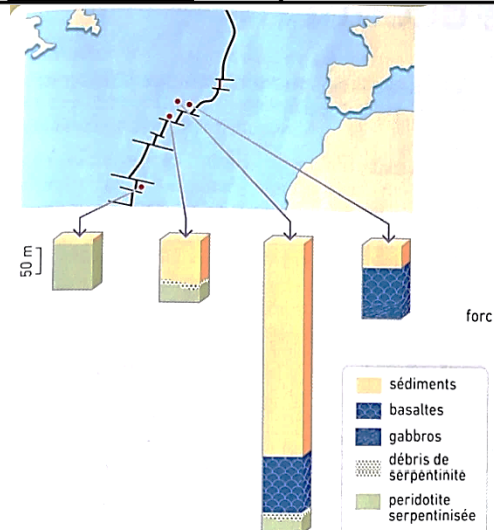 50 m
forc
sédiments
basaltes
gabbros
débris de
serpentinite
peridotite
serpentinisée